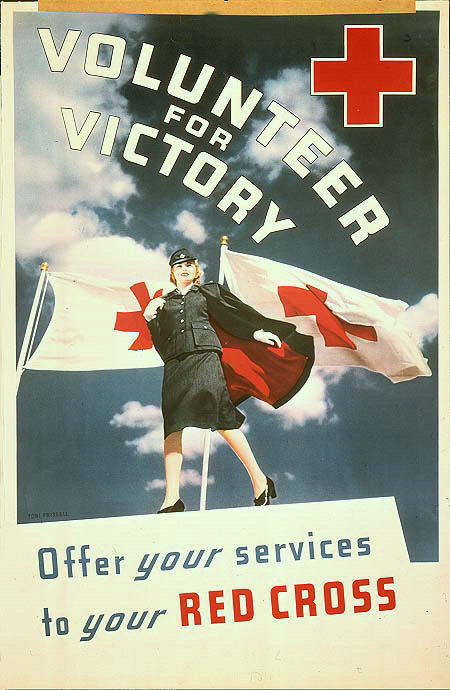 VOLUNTEER
FOR
VICTORY
TONI FRISSELL
Offer your services
to your RED CROSS